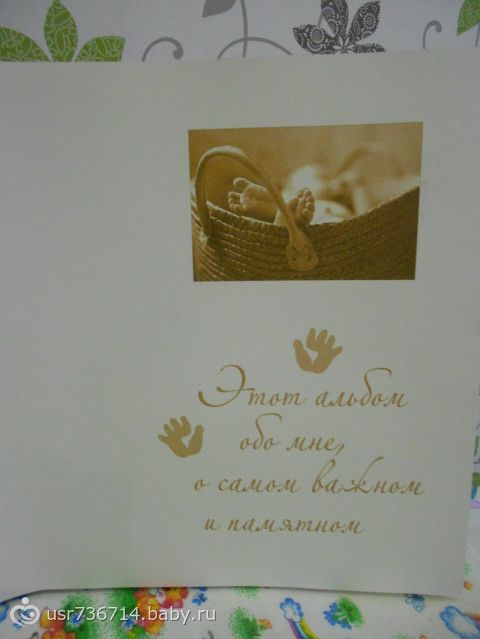 Этот альбом
обо мне,
о самом важном
и памятном
usr736714.baby.ru